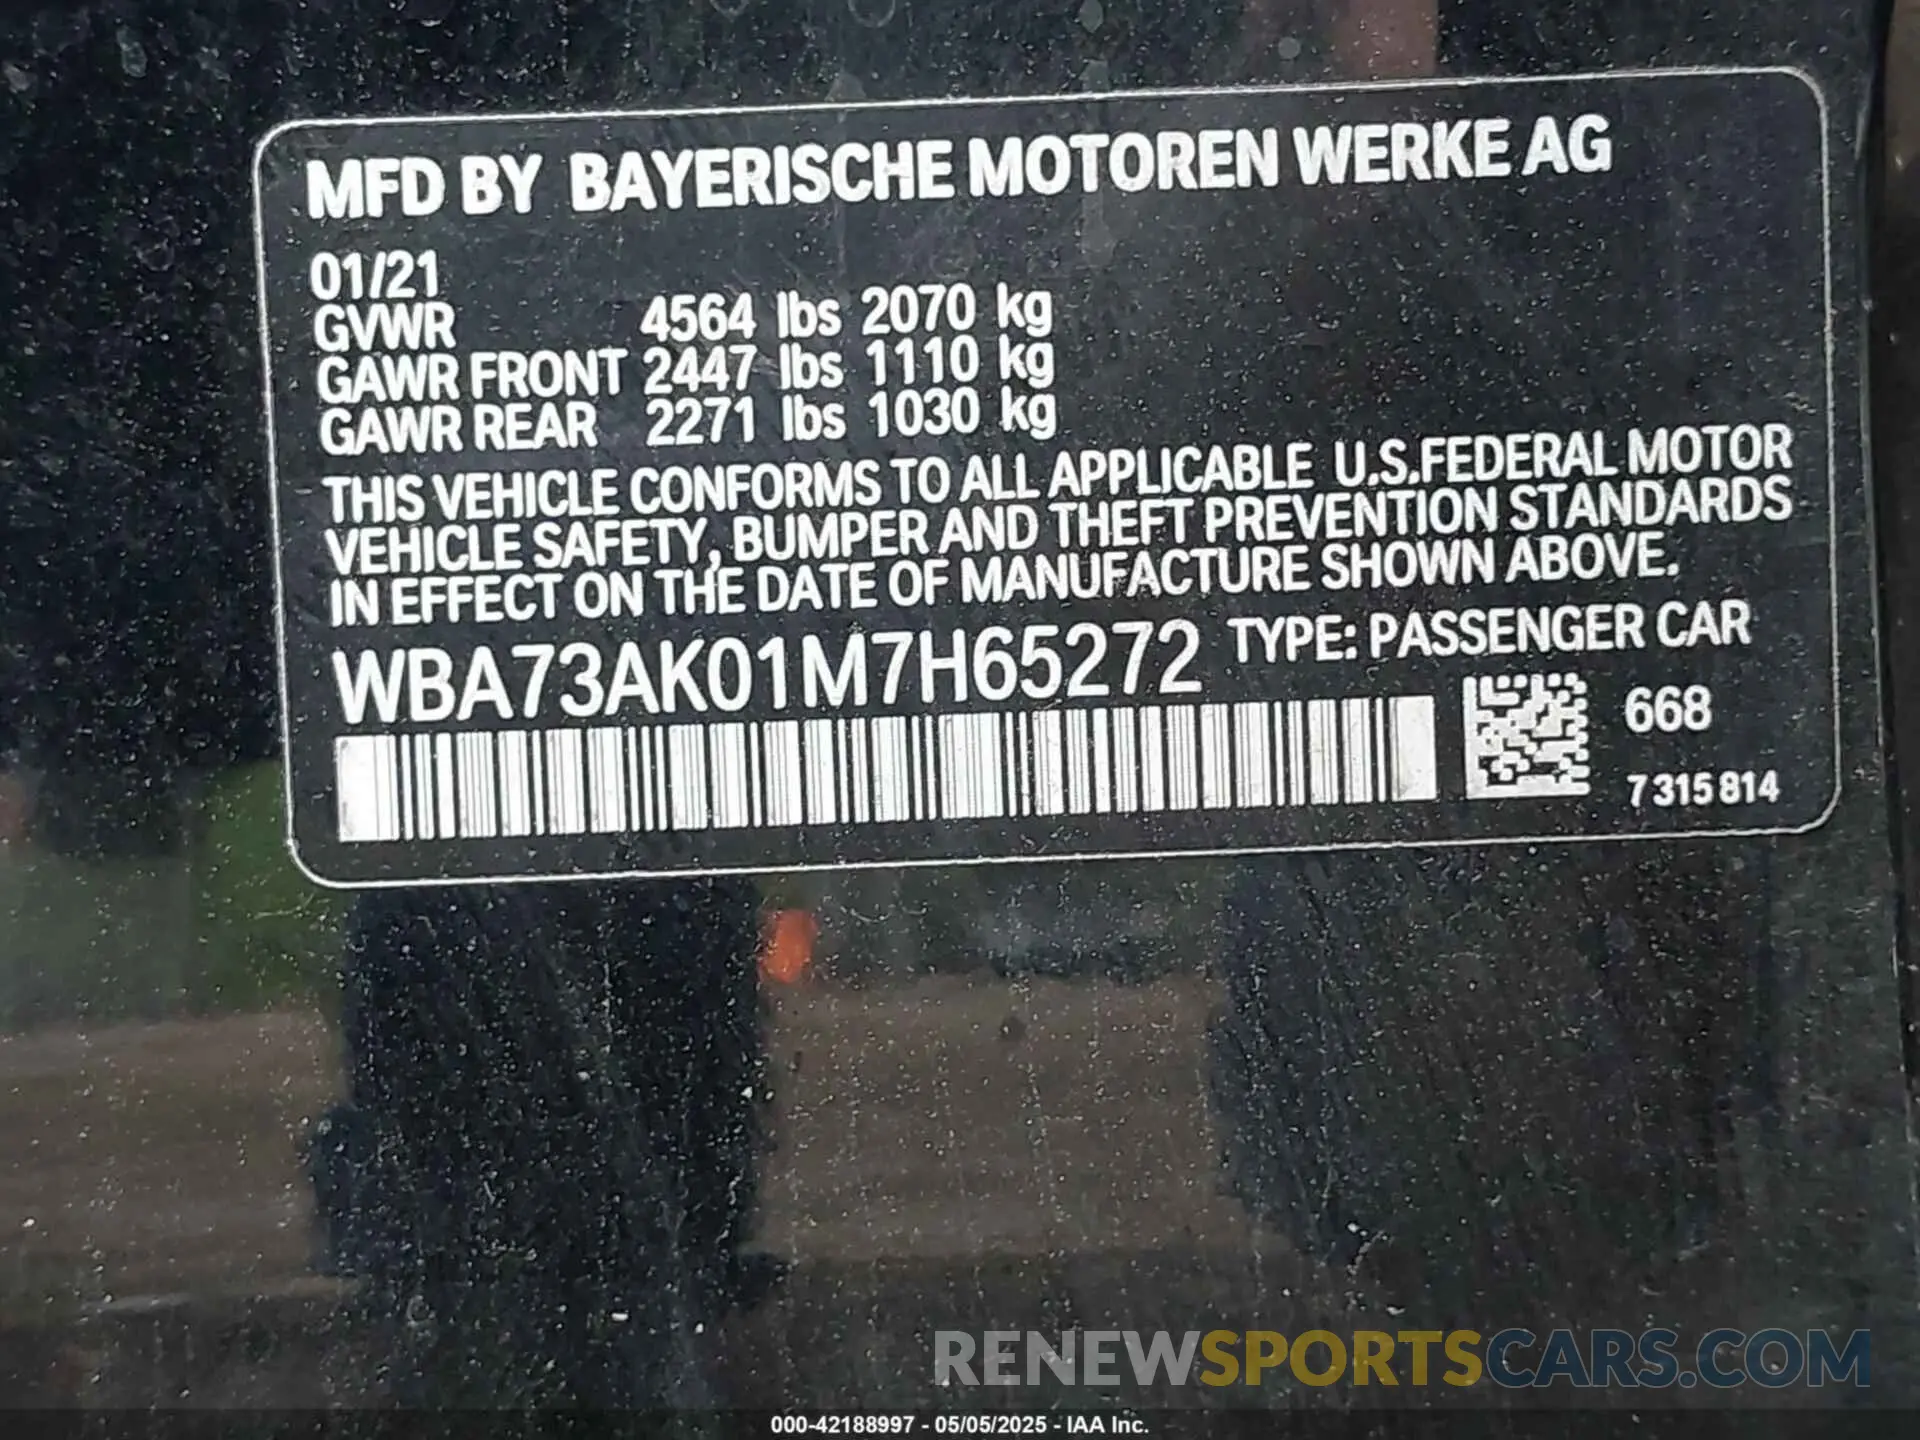 MFD BY BAYERISCHE MOTOREN WERKE AG
01/21
GVWR 4564 lbs 2070 kg
GAWR FRONT 2447 lbs 1110 kg
GAWR REAR 2271 lbs 1030 kg
THIS VEHICLE CONFORMS TO ALL APPLICABLE U.S.FEDERAL MOTOR
VEHICLE SAFETY, BUMPER AND THEFT PREVENTION STANDARDS
IN EFFECT ON THE DATE OF MANUFACTURE SHOWN ABOVE.
WBA73AK01M7H65272 TYPE: PASSENGER CAR
668
7 315 814
RENEWSPORTSCARS.COM
000-42188997 - 05/05/2025 - IAA Inc.